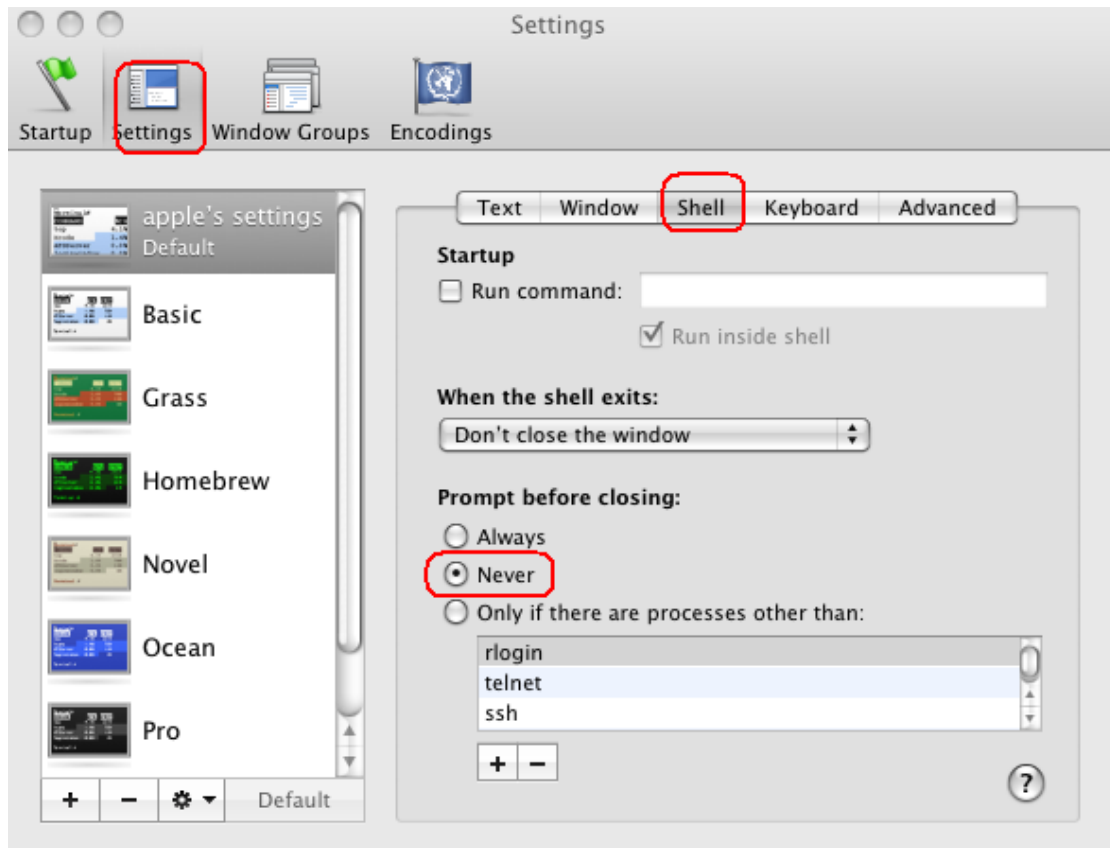 Settings
Startup Settings Window Groups Encodings
apple's settings
Default
Basic
Grass
Homebrew
Novel
Ocean
Pro
+ − Default
Text Window Shell Keyboard Advanced
Startup
Run command:
Run inside shell
When the shell exits:
Don't close the window
Prompt before closing:
Always
Never
Only if there are processes other than:
rlogin
telnet
ssh
+ −
?